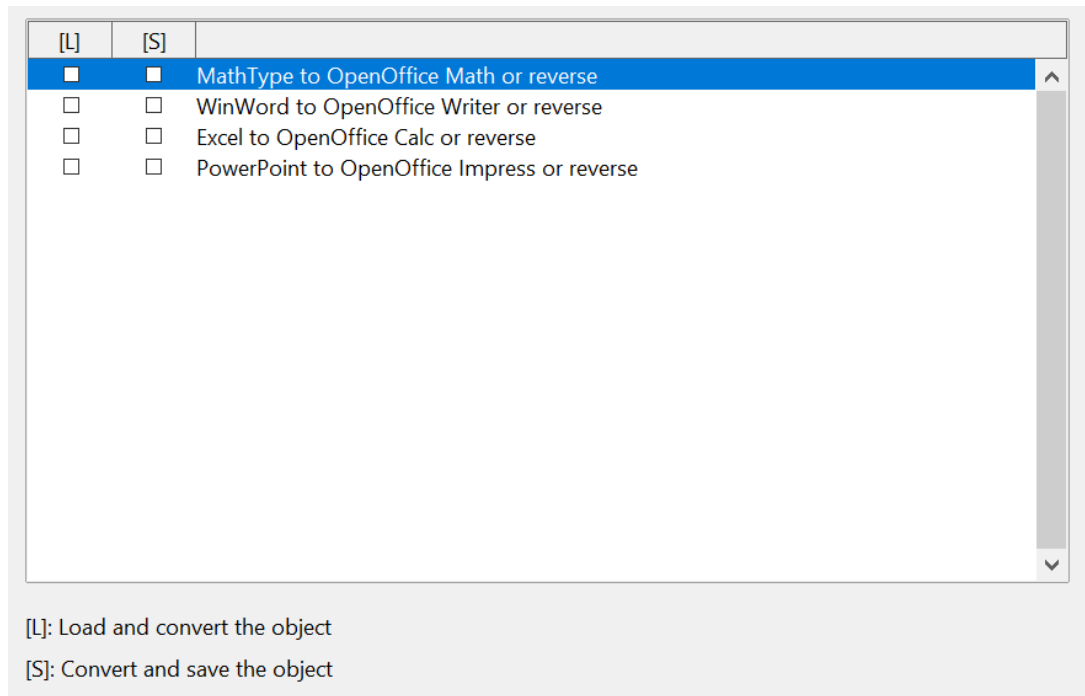 [L] [S]
MathType to OpenOffice Math or reverse
WinWord to OpenOffice Writer or reverse
Excel to OpenOffice Calc or reverse
PowerPoint to OpenOffice Impress or reverse
[L]: Load and convert the object
[S]: Convert and save the object